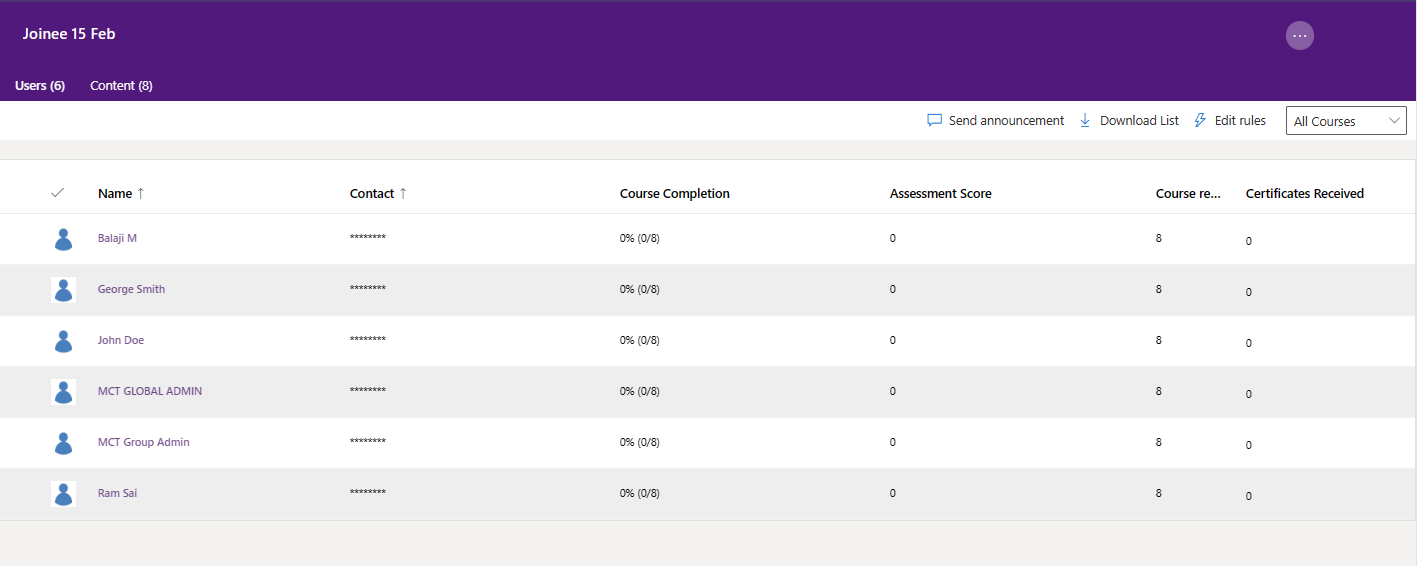 Joinee 15 Feb
...
Users (6) Content (8)
Send announcement Download List Edit rules All Courses
Name ↑ Contact ↑ Course Completion Assessment Score Course re... Certificates Received
Balaji M ******** 0% (0/8) 0 8 0
George Smith ******** 0% (0/8) 0 8 0
John Doe ******** 0% (0/8) 0 8 0
MCT GLOBAL ADMIN ******** 0% (0/8) 0 8 0
MCT Group Admin ******** 0% (0/8) 0 8 0
Ram Sai ******** 0% (0/8) 0 8 0